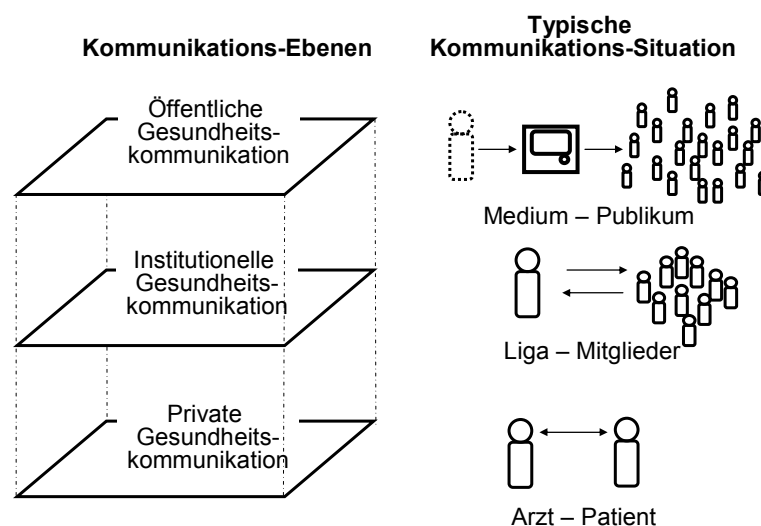 Kommunikations-Ebenen
Typische
Kommunikations-Situation
Öffentliche
Gesundheits-
kommunikation
Medium – Publikum
Institutionelle
Gesundheits-
kommunikation
Liga – Mitglieder
Private
Gesundheits-
kommunikation
Arzt – Patient